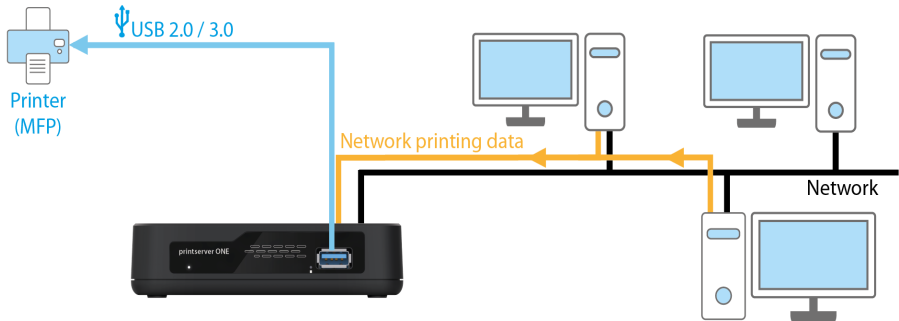 USB 2.0 / 3.0
Printer
(MFP)
Network printing data
Network
printserver ONE